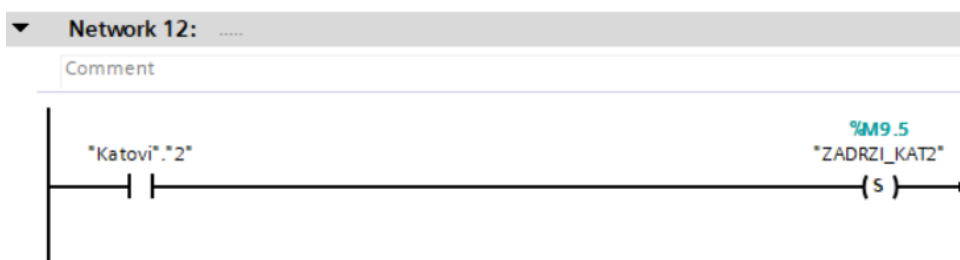 Network 12: .....
Comment
%M9.5
"Katovi"."2"
"ZADRZI_KAT2"
S